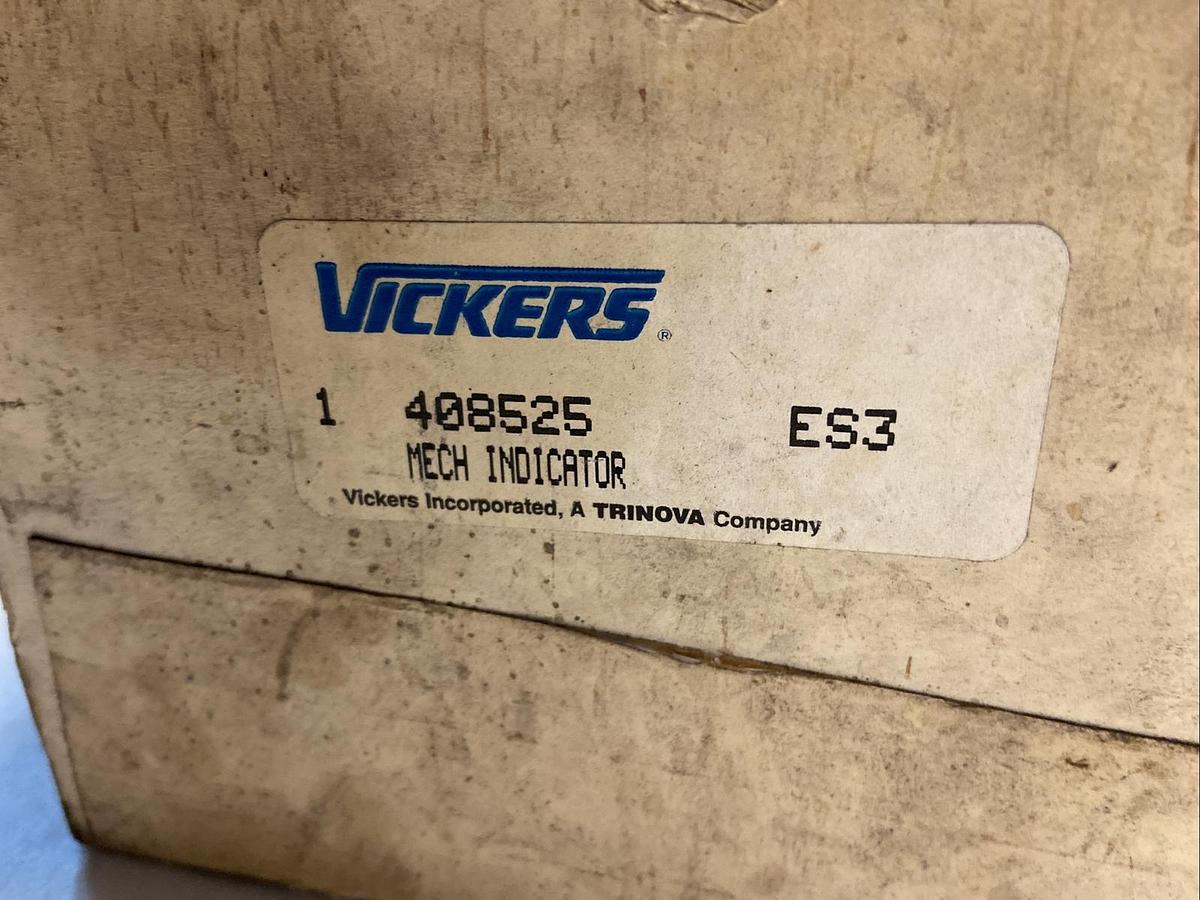 VICKERS®
1 408525 ES3
MECH INDICATOR
Vickers Incorporated, A TRINOVA Company